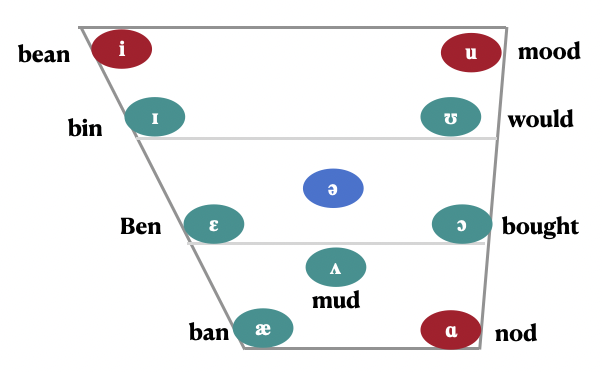 bean i u mood
bin ɪ ʊ would
ə
Ben ɛ ɔ bought
ʌ
mud
ban æ ɑ nod